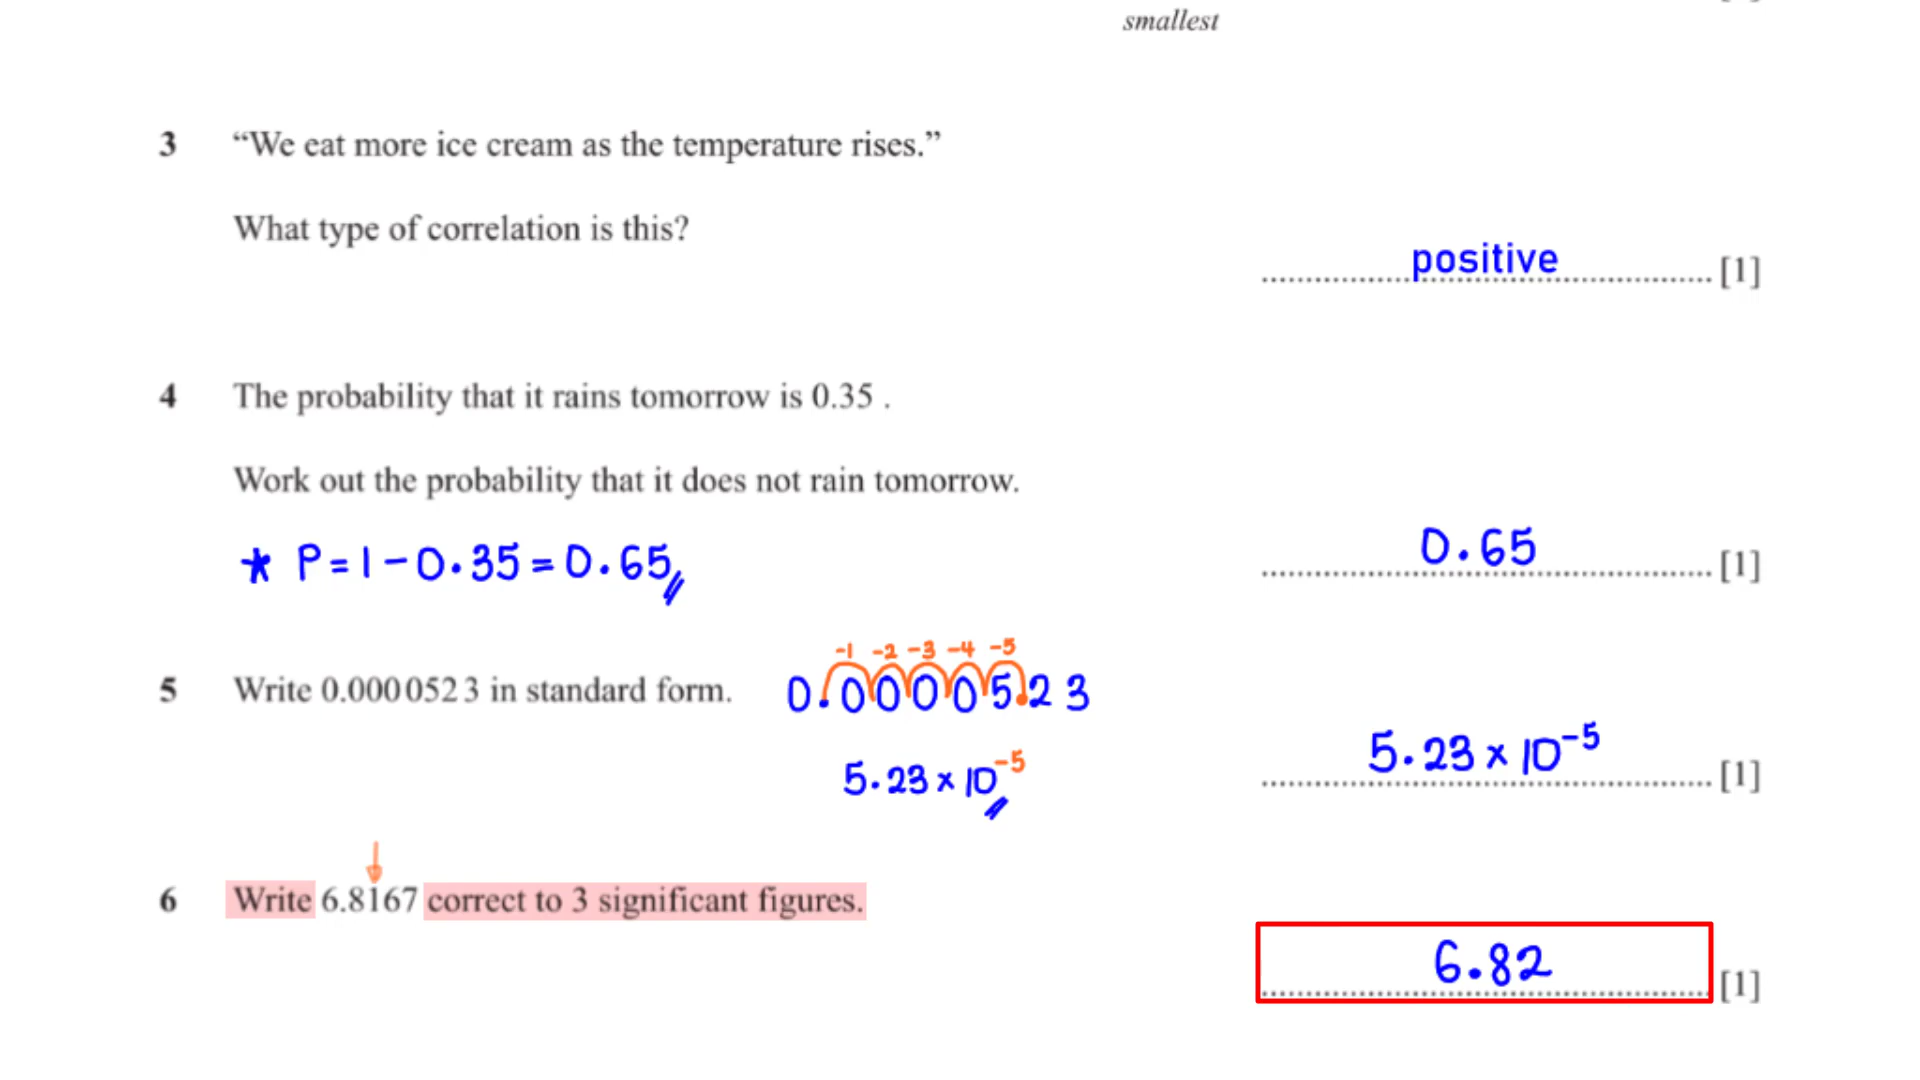 smallest
3 “We eat more ice cream as the temperature rises.”
What type of correlation is this?
positive [1]
4 The probability that it rains tomorrow is 0.35 .
Work out the probability that it does not rain tomorrow.
* P = 1 - 0.35 = 0.65
0.65 [1]
-1 -2 -3 -4 -5
5 Write 0.0000523 in standard form. 0.00005.23
5.23 × 10⁻⁵
5.23 × 10⁻⁵ [1]
6 Write 6.8167 correct to 3 significant figures.
6.82 [1]